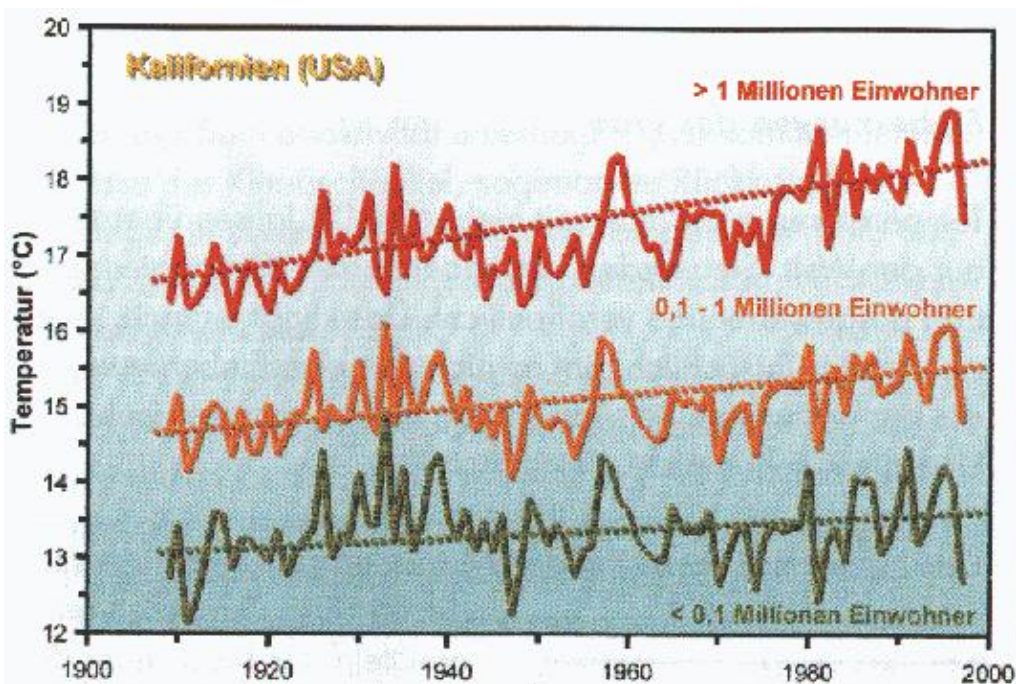 20
19
18
17
16
15
14
13
12
Temperatur (°C)
Kalifornien (USA)
> 1 Millionen Einwohner
0,1 - 1 Millionen Einwohner
< 0,1 Millionen Einwohner
1900 1920 1940 1960 1980 2000